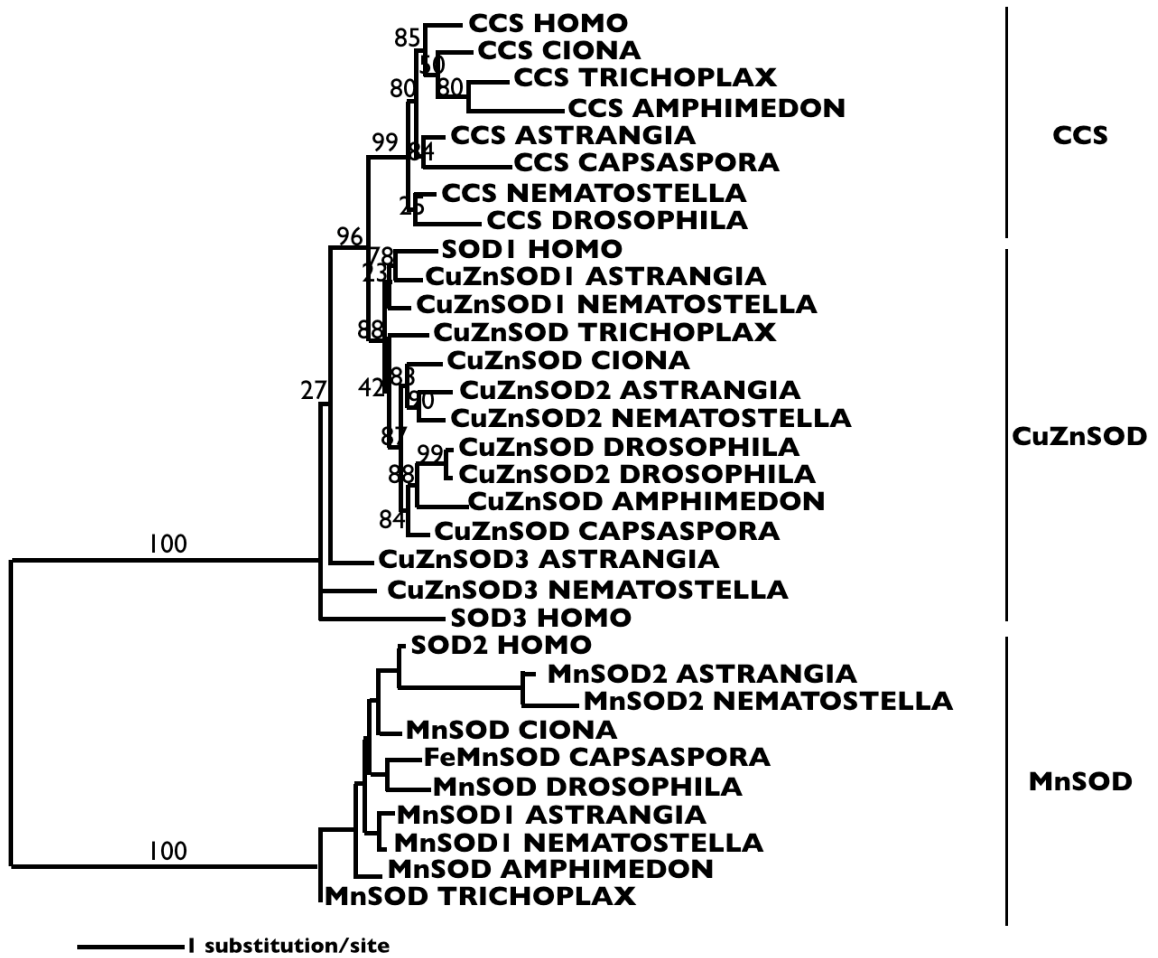 CCS HOMO
85
CCS CIONA
50
CCS TRICHOPLAX
80
80
CCS AMPHIMEDON
CCS ASTRANGIA
CCS
99
84
CCS CAPSASPORA
CCS NEMATOSTELLA
25
CCS DROSOPHILA
96
SOD1 HOMO
78
23
CuZnSOD1 ASTRANGIA
CuZnSOD1 NEMATOSTELLA
88
CuZnSOD TRICHOPLAX
CuZnSOD CIONA
83
42
CuZnSOD2 ASTRANGIA
27
90
CuZnSOD2 NEMATOSTELLA
87
CuZnSOD
CuZnSOD DROSOPHILA
99
88
CuZnSOD2 DROSOPHILA
CuZnSOD AMPHIMEDON
84
CuZnSOD CAPSASPORA
100
CuZnSOD3 ASTRANGIA
CuZnSOD3 NEMATOSTELLA
SOD3 HOMO
SOD2 HOMO
MnSOD2 ASTRANGIA
MnSOD2 NEMATOSTELLA
MnSOD CIONA
FeMnSOD CAPSASPORA
MnSOD
MnSOD DROSOPHILA
MnSOD1 ASTRANGIA
MnSOD1 NEMATOSTELLA
100
MnSOD AMPHIMEDON
MnSOD TRICHOPLAX
1 substitution/site